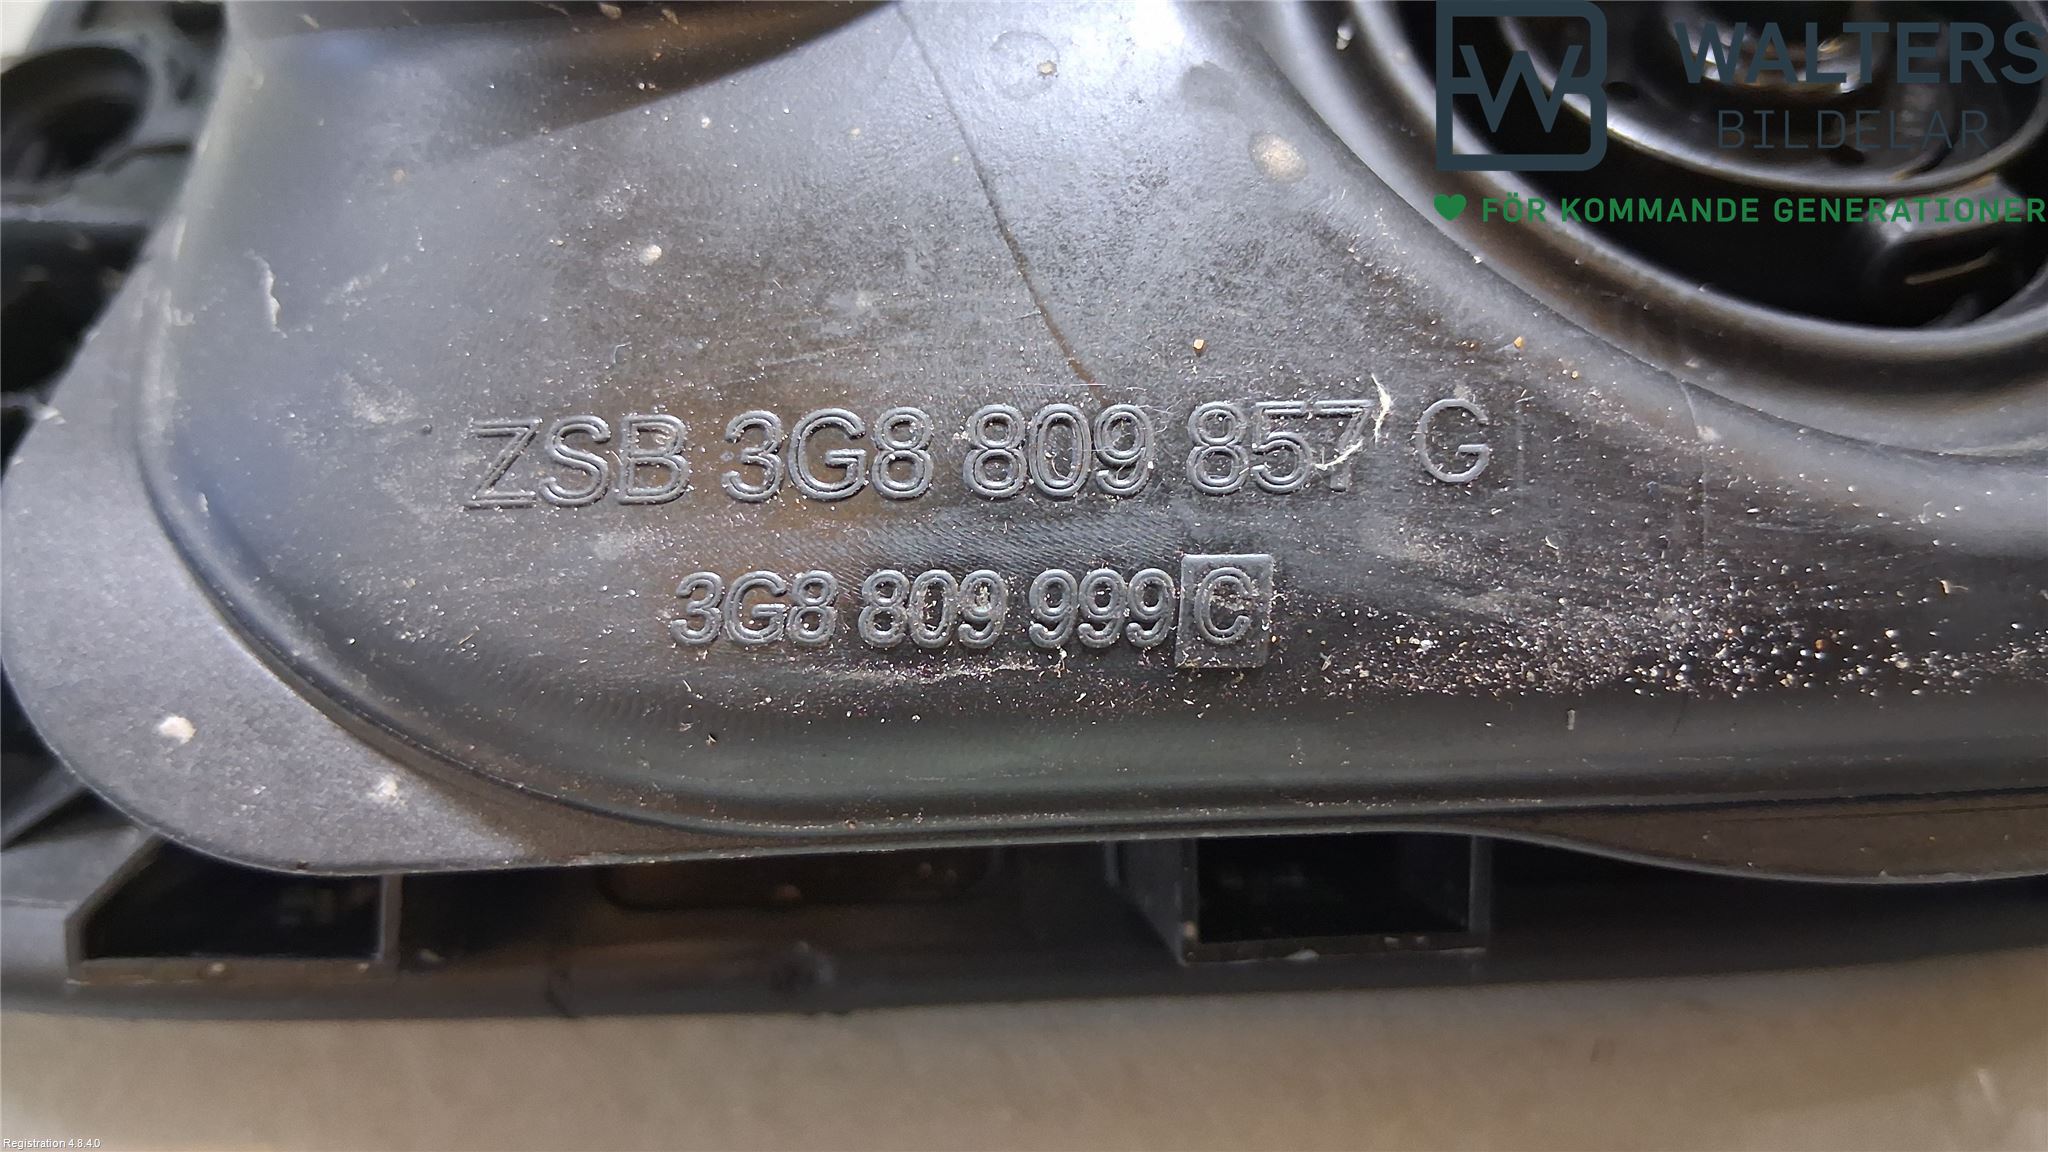 WALTERS
BILDELAR
FÖR KOMMANDE GENERATIONER
ZSB 3G8 809 857 G
3G8 809 999 C
Registration 4.8.4.0